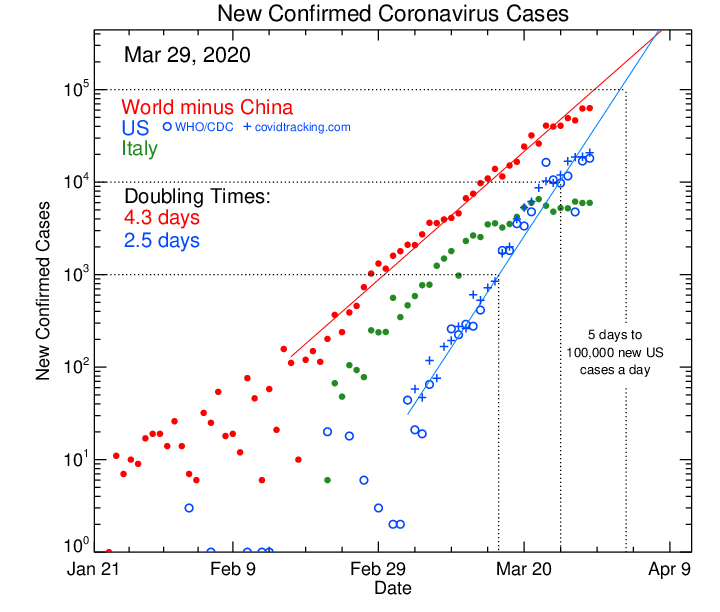 New Confirmed Coronavirus Cases
Mar 29, 2020
World minus China
US WHO/CDC + covidtracking.com
Italy
Doubling Times:
4.3 days
2.5 days
5 days to
100,000 new US
cases a day
New Confirmed Cases
10^5
10^4
10^3
10^2
10^1
10^0
Jan 21 Feb 9 Feb 29 Mar 20 Apr 9
Date